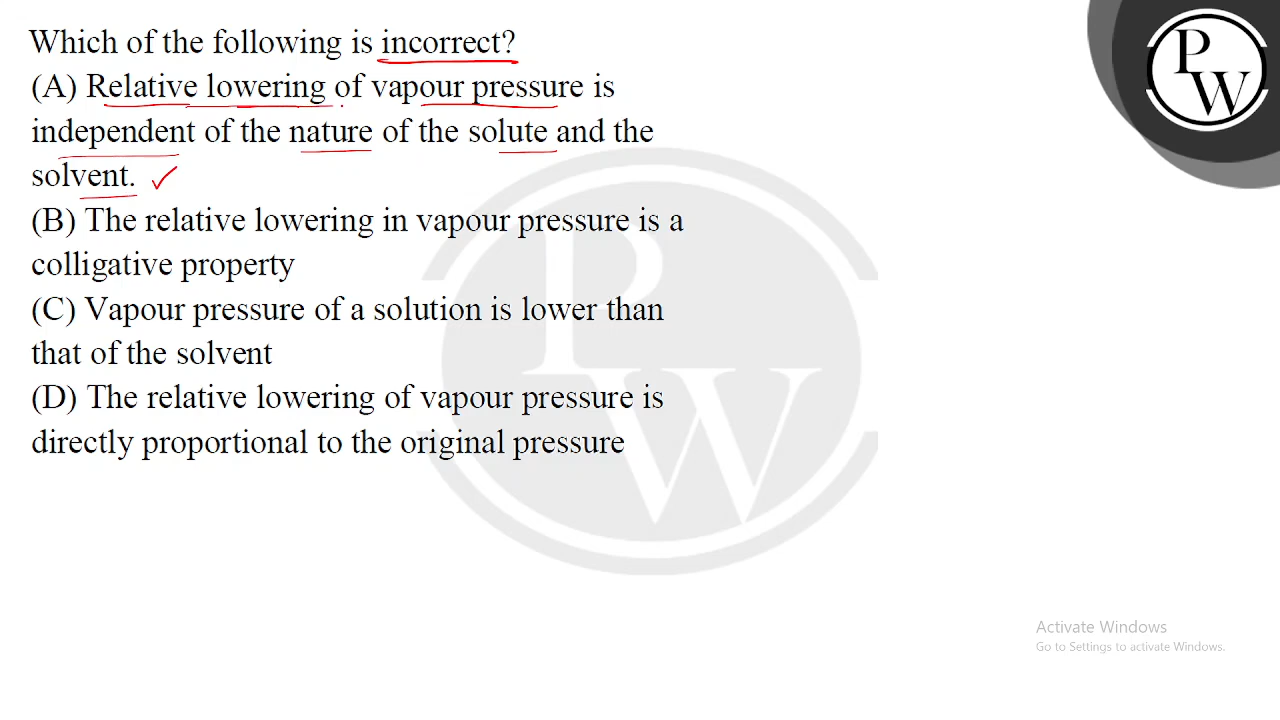 Which of the following is incorrect?
(A) Relative lowering of vapour pressure is
independent of the nature of the solute and the
solvent.
(B) The relative lowering in vapour pressure is a
colligative property
(C) Vapour pressure of a solution is lower than
that of the solvent
(D) The relative lowering of vapour pressure is
directly proportional to the original pressure
P
W
P
W
Activate Windows
Go to Settings to activate Windows.